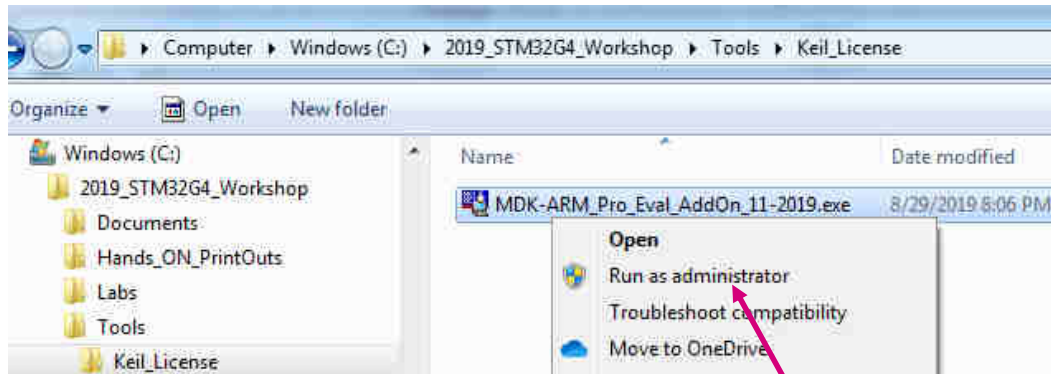 Computer ▸ Windows (C:) ▸ 2019_STM32G4_Workshop ▸ Tools ▸ Keil_License
Organize Open New folder
Windows (C:)
2019_STM32G4_Workshop
Documents
Hands_ON_PrintOuts
Labs
Tools
Keil_License
Name Date modified
MDK-ARM_Pro_Eval_AddOn_11-2019.exe 8/29/2019 8:06 PM
Open
Run as administrator
Troubleshoot compatibility
Move to OneDrive